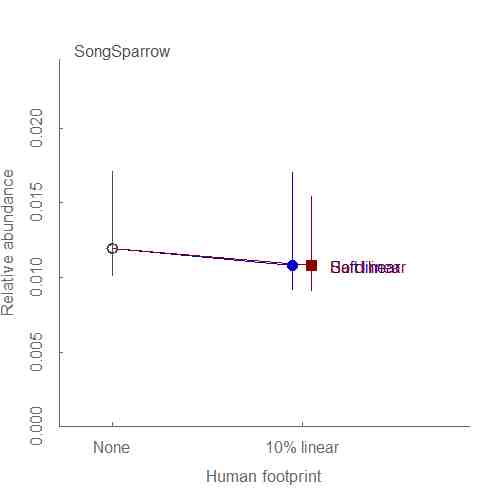 SongSparrow
Relative abundance
0.020
0.015
0.010
0.005
0.000
None
10% linear
Human footprint